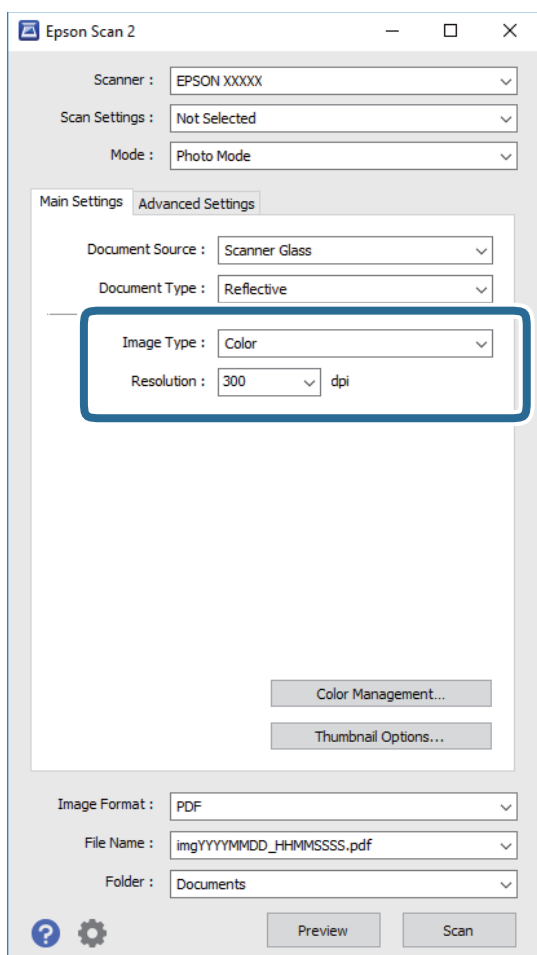 Epson Scan 2
Scanner : EPSON XXXXX
Scan Settings : Not Selected
Mode : Photo Mode
Main Settings Advanced Settings
Document Source : Scanner Glass
Document Type : Reflective
Image Type : Color
Resolution : 300 dpi
Color Management...
Thumbnail Options...
Image Format : PDF
File Name : imgYYYYMMDD_HHMMSSSS.pdf
Folder : Documents
? Preview Scan